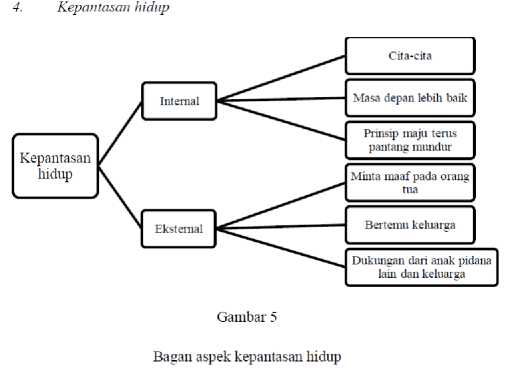 4. Kepantasan hidup
Kepantasan
hidup
Internal
Cita-cita
Masa depan lebih baik
Prinsip maju terus
pantang mundur
Eksternal
Minta maaf pada orang
tua
Bertemu keluarga
Dukungan dari anak pidana
lain dan keluarga
Gambar 5
Bagan aspek kepantasan hidup